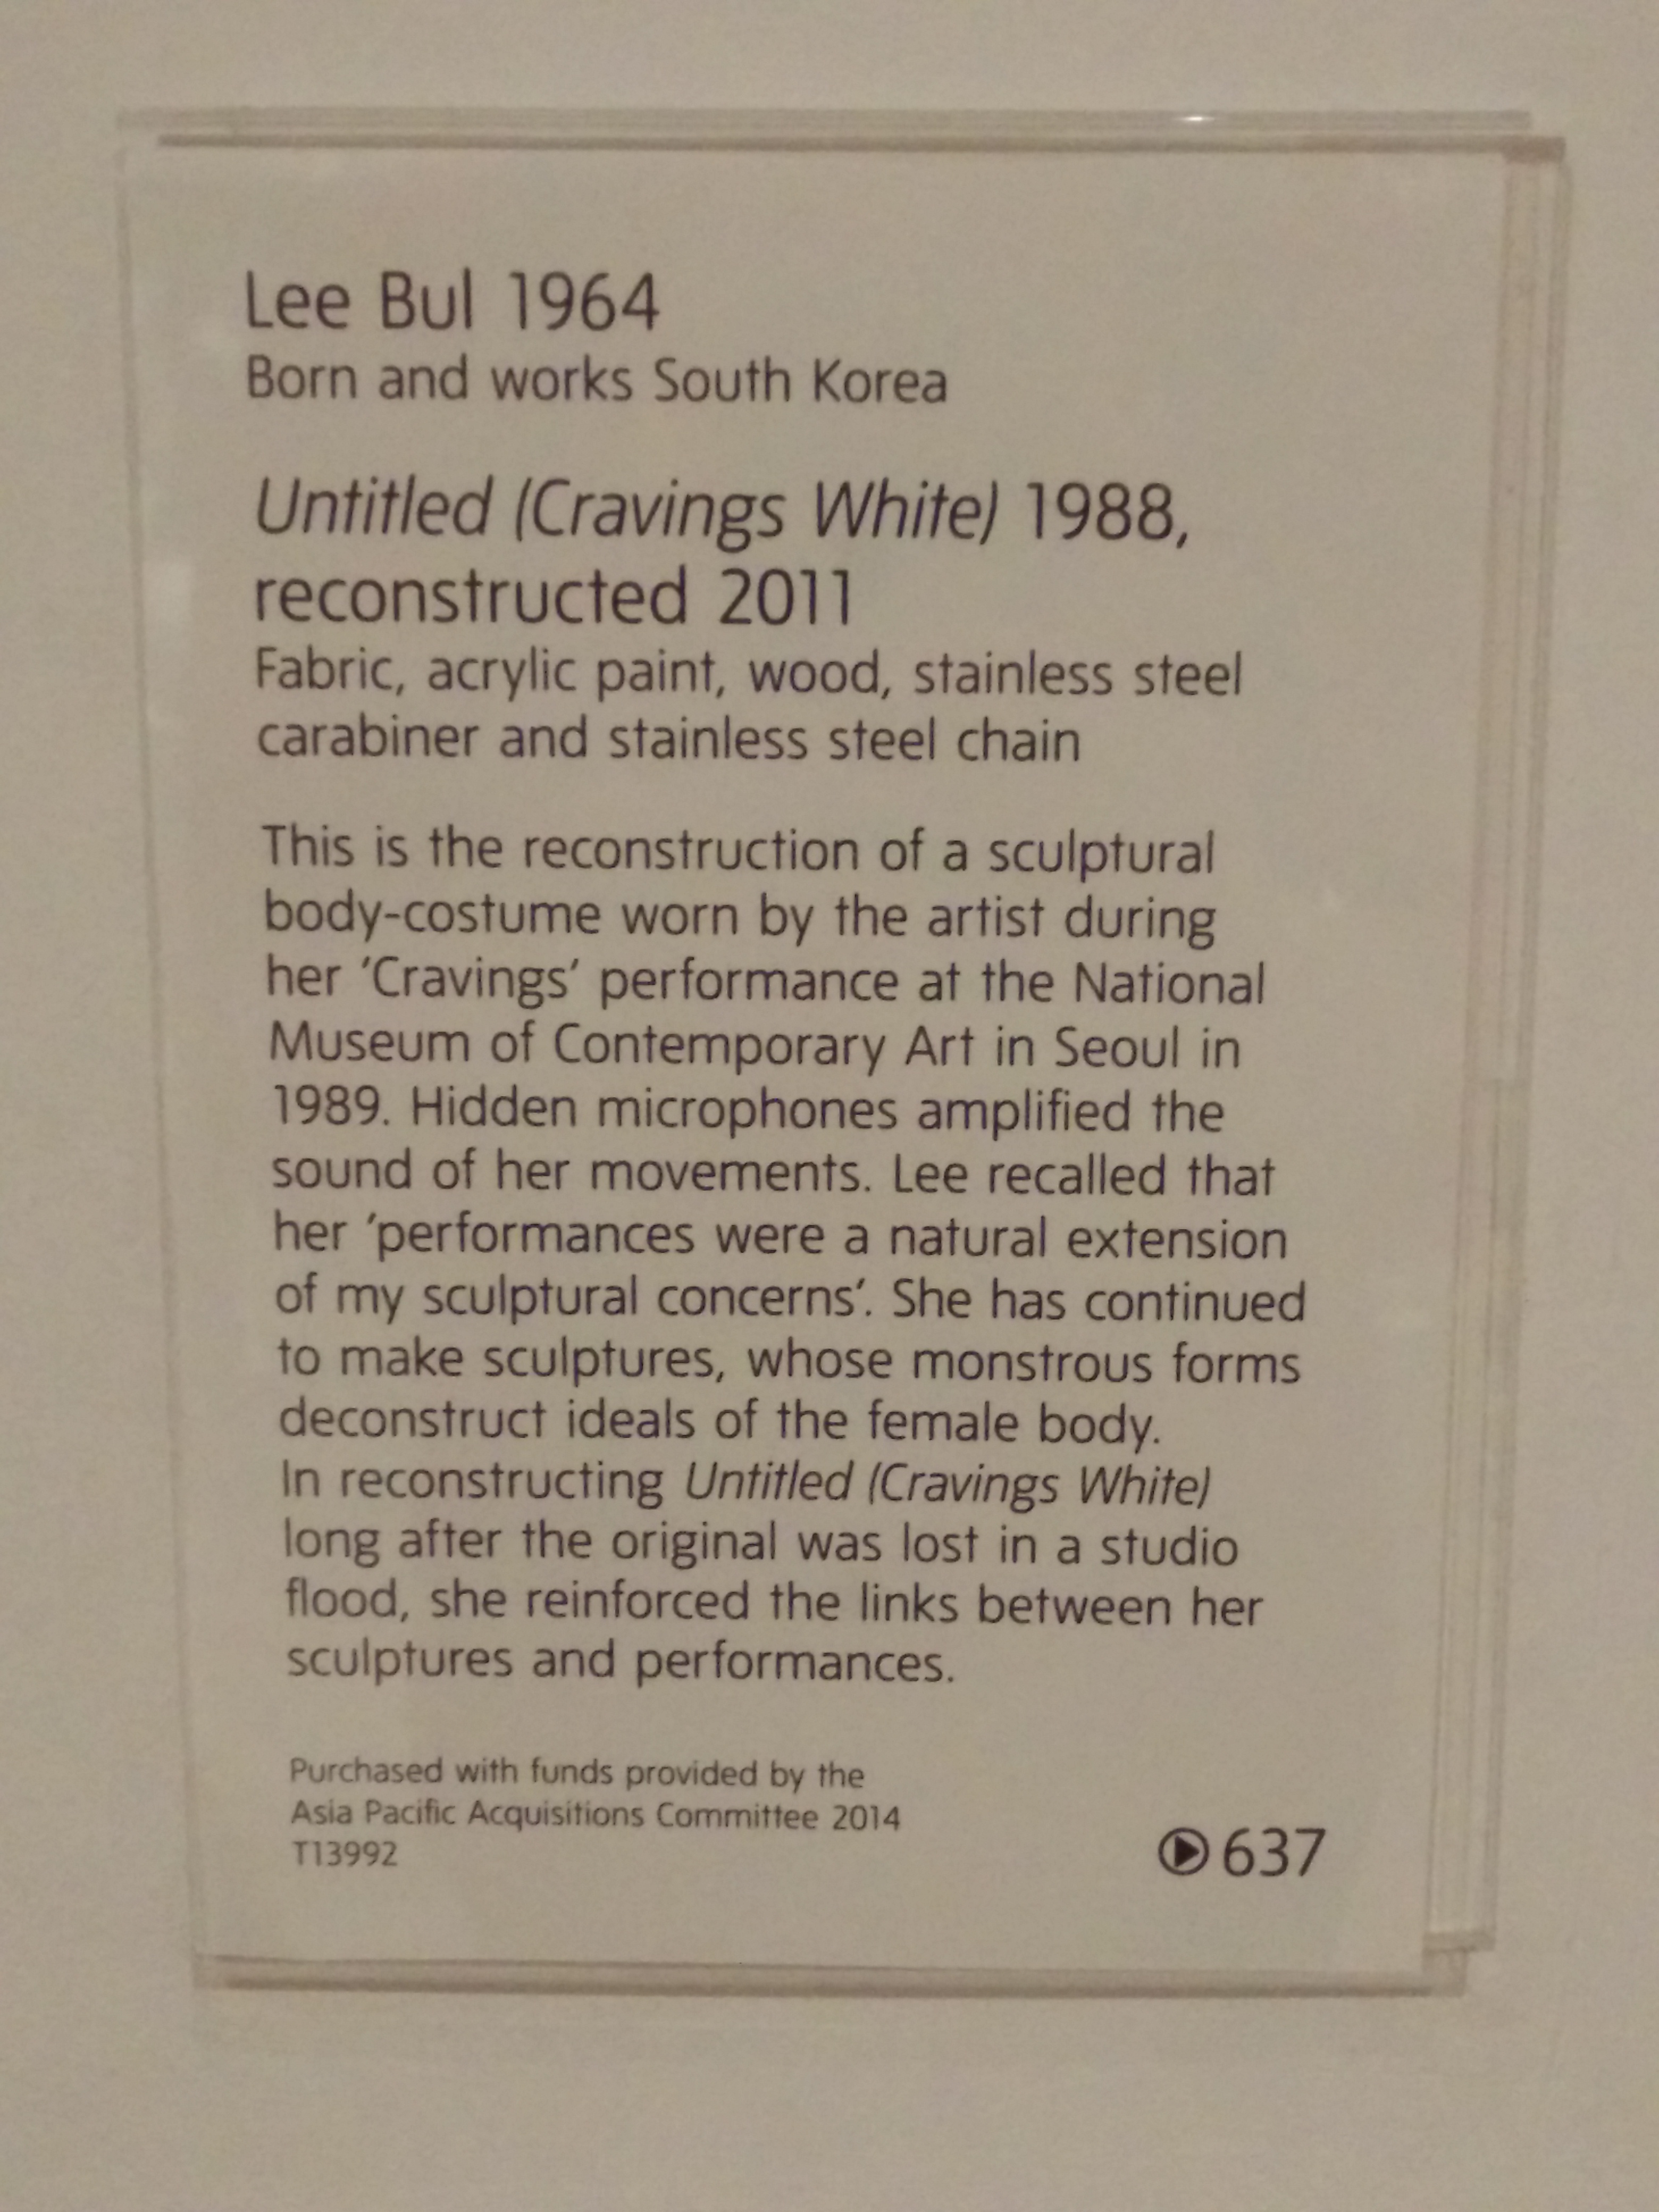 Lee Bul 1964
Born and works South Korea
Untitled (Cravings White) 1988,
reconstructed 2011
Fabric, acrylic paint, wood, stainless steel
carabiner and stainless steel chain
This is the reconstruction of a sculptural
body-costume worn by the artist during
her ‘Cravings’ performance at the National
Museum of Contemporary Art in Seoul in
1989. Hidden microphones amplified the
sound of her movements. Lee recalled that
her ‘performances were a natural extension
of my sculptural concerns’. She has continued
to make sculptures, whose monstrous forms
deconstruct ideals of the female body.
In reconstructing Untitled (Cravings White)
long after the original was lost in a studio
flood, she reinforced the links between her
sculptures and performances.
Purchased with funds provided by the
Asia Pacific Acquisitions Committee 2014
T13992
637